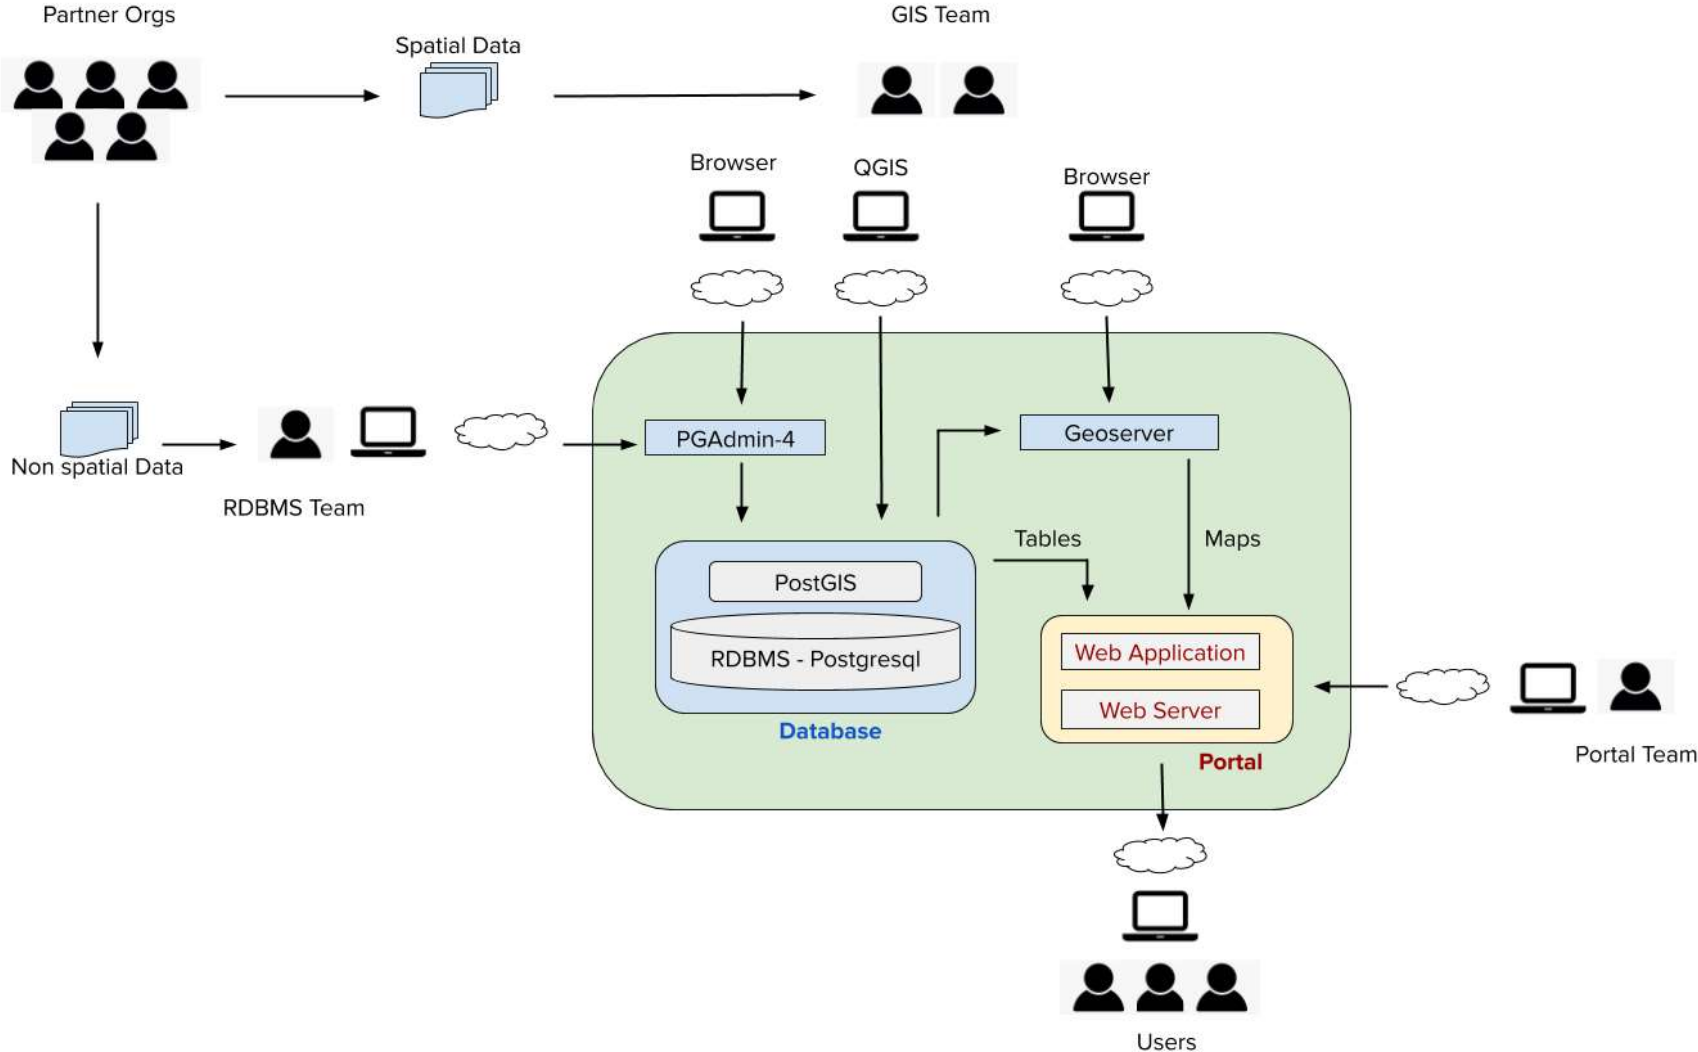 Partner Orgs
GIS Team
Spatial Data
Browser
QGIS
Browser
PGAdmin-4
Geoserver
Non spatial Data
RDBMS Team
Tables
Maps
PostGIS
RDBMS - Postgresql
Web Application
Web Server
Database
Portal
Portal Team
Users